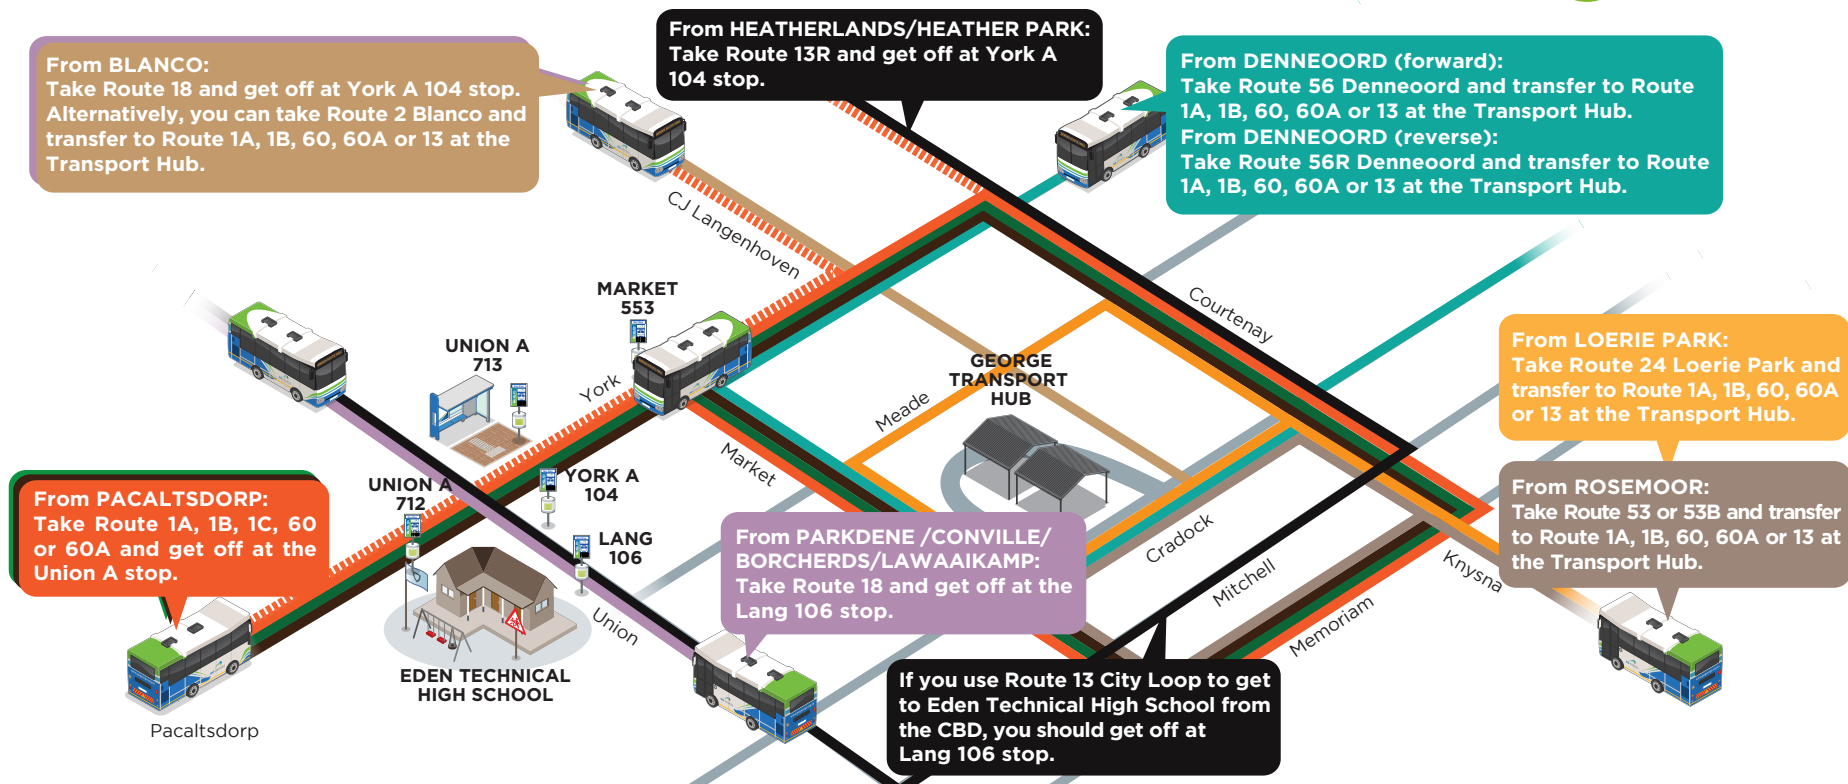 From HEATHERLANDS/HEATHER PARK:
Take Route 13R and get off at York A
104 stop.
From BLANCO:
Take Route 18 and get off at York A 104 stop.
Alternatively, you can take Route 2 Blanco and
transfer to Route 1A, 1B, 60, 60A or 13 at the
Transport Hub.
From DENNEOORD (forward):
Take Route 56 Denneoord and transfer to Route
1A, 1B, 60, 60A or 13 at the Transport Hub.
From DENNEOORD (reverse):
Take Route 56R Denneoord and transfer to Route
1A, 1B, 60, 60A or 13 at the Transport Hub.
CJ Langenhoven
Courtenay
MARKET
553
UNION A
713
York
GEORGE
TRANSPORT
HUB
Meade
From LOERIE PARK:
Take Route 24 Loerie Park and
transfer to Route 1A, 1B, 60, 60A
or 13 at the Transport Hub.
Market
From PACALTSDORP:
Take Route 1A, 1B, 1C, 60
or 60A and get off at the
Union A stop.
UNION A
712
YORK A
104
LANG
106
From PARKDENE /CONVILLE/
BORCHERDS/LAWAAIKAMP:
Take Route 18 and get off at the
Lang 106 stop.
Cradock
Mitchell
Knysna
From ROSEMOOR:
Take Route 53 or 53B and transfer
to Route 1A, 1B, 60, 60A or 13 at
the Transport Hub.
Union
Memoriam
EDEN TECHNICAL
HIGH SCHOOL
If you use Route 13 City Loop to get
to Eden Technical High School from
the CBD, you should get off at
Lang 106 stop.
Pacaltsdorp